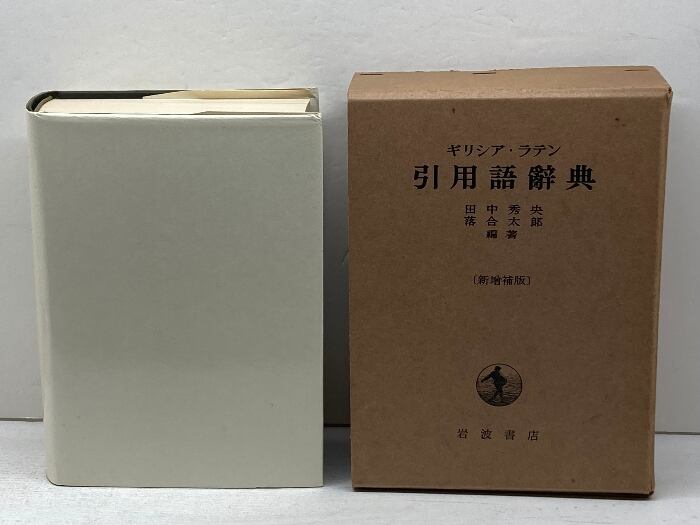 ギリシア・ラテン
引用語辭典
田中秀央
落合太郎
編著
〔新増補版〕
岩波書店